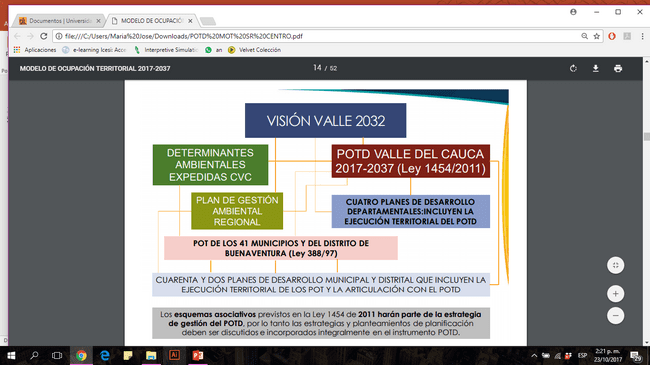 Documentos | Universid
MODELO DE OCUPACIÓN
file:///C:/Users/Maria%20Jose/Downloads/POTD%20MOT%20SR%20CENTRO.pdf
Aplicaciones
e-learning Icesi: Acce
Interpretive Simulatio
an
Velvet Colección
MODELO DE OCUPACIÓN TERRITORIAL 2017-2037
14 / 52
VISIÓN VALLE 2032
DETERMINANTES
AMBIENTALES
EXPEDIDAS CVC
POTD VALLE DEL CAUCA
2017-2037 (Ley 1454/2011)
PLAN DE GESTIÓN
AMBIENTAL
REGIONAL
CUATRO PLANES DE DESARROLLO
DEPARTAMENTALES:INCLUYEN LA
EJECUCIÓN TERRITORIAL DEL POTD
POT DE LOS 41 MUNICIPIOS Y DEL DISTRITO DE
BUENAVENTURA (Ley 388/97)
CUARENTA Y DOS PLANES DE DESARROLLO MUNICIPAL Y DISTRITAL QUE INCLUYEN LA
EJECUCIÓN TERRITORIAL DE LOS POT Y LA ARTICULACIÓN CON EL POTD
Los esquemas asociativos previstos en la Ley 1454 de 2011 harán parte de la estrategia
de gestión del POTD, por lo tanto las estrategias y planteamientos de planificación
deben ser discutidos e incorporados integralmente en el instrumento POTD.
ESP
2:21 p. m.
23/10/2017
29